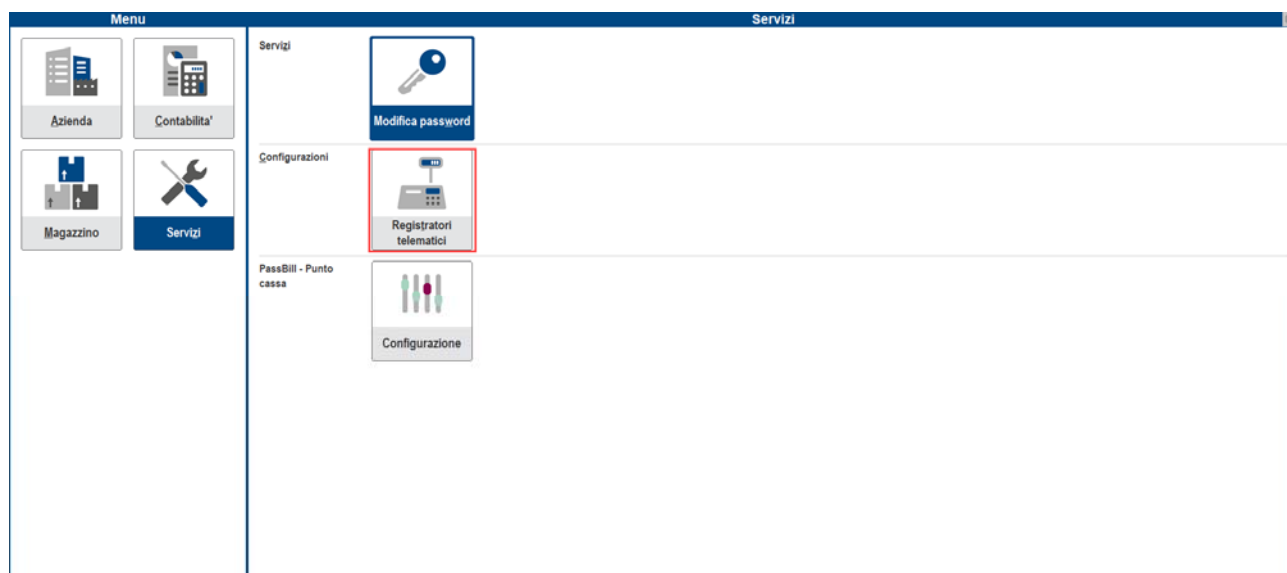 Menu
Servizi
Azienda
Contabilita'
Magazzino
Servizi
Servizi
Modifica password
Configurazioni
Registratori
telematici
PassBill - Punto
cassa
Configurazione